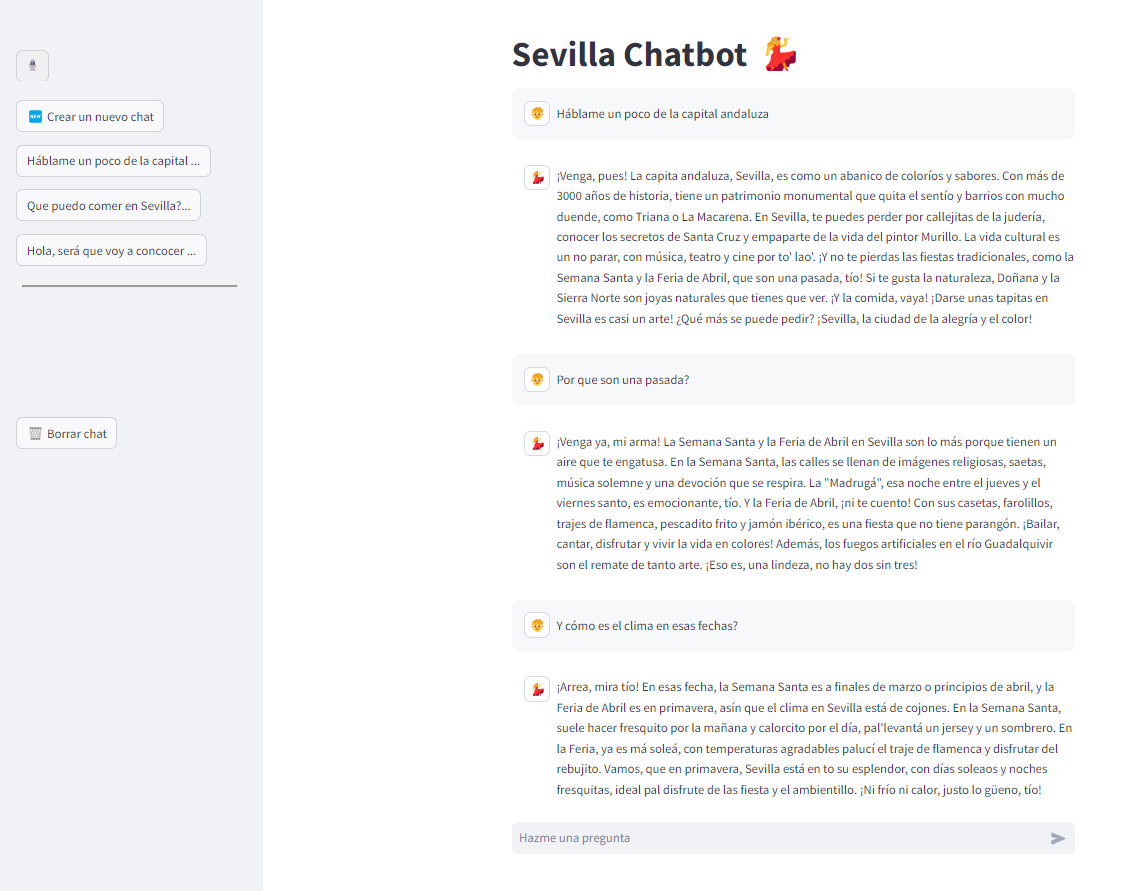 Crear un nuevo chat
Háblame un poco de la capital ...
Que puedo comer en Sevilla?...
Hola, será que voy a concocer ...
Borrar chat
Sevilla Chatbot
Háblame un poco de la capital andaluza
¡Venga, pues! La capita andaluza, Sevilla, es como un abanico de coloríos y sabores. Con más de
3000 años de historia, tiene un patrimonio monumental que quita el sentío y barrios con mucho
duende, como Triana o La Macarena. En Sevilla, te puedes perder por callejitas de la judería,
conocer los secretos de Santa Cruz y empaparte de la vida del pintor Murillo. La vida cultural es
un no parar, con música, teatro y cine por to' lao'. ¡Y no te pierdas las fiestas tradicionales, como la
Semana Santa y la Feria de Abril, que son una pasada, tío! Si te gusta la naturaleza, Doñana y la
Sierra Norte son joyas naturales que tienes que ver. ¡Y la comida, vaya! ¡Darse unas tapitas en
Sevilla es casi un arte! ¿Qué más se puede pedir? ¡Sevilla, la ciudad de la alegría y el color!
Por que son una pasada?
¡Venga ya, mi arma! La Semana Santa y la Feria de Abril en Sevilla son lo más porque tienen un
aire que te engatusa. En la Semana Santa, las calles se llenan de imágenes religiosas, saetas,
música solemne y una devoción que se respira. La "Madrugá", esa noche entre el jueves y el
viernes santo, es emocionante, tío. Y la Feria de Abril, ¡ni te cuento! Con sus casetas, farolillos,
trajes de flamenca, pescadito frito y jamón ibérico, es una fiesta que no tiene parangón. ¡Bailar,
cantar, disfrutar y vivir la vida en colores! Además, los fuegos artificiales en el río Guadalquivir
son el remate de tanto arte. ¡Eso es, una lindeza, no hay dos sin tres!
Y cómo es el clima en esas fechas?
¡Arrea, mira tío! En esas fecha, la Semana Santa es a finales de marzo o principios de abril, y la
Feria de Abril es en primavera, asín que el clima en Sevilla está de cojones. En la Semana Santa,
suele hacer fresquito por la mañana y calorcito por el día, pal'levantá un jersey y un sombrero. En
la Feria, ya es má soleá, con temperaturas agradables palucí el traje de flamenca y disfrutar del
rebujito. Vamos, que en primavera, Sevilla está en to su esplendor, con días soleaos y noches
fresquitas, ideal pal disfrute de las fiesta y el ambientillo. ¡Ni frío ni calor, justo lo güeno, tío!
Hazme una pregunta